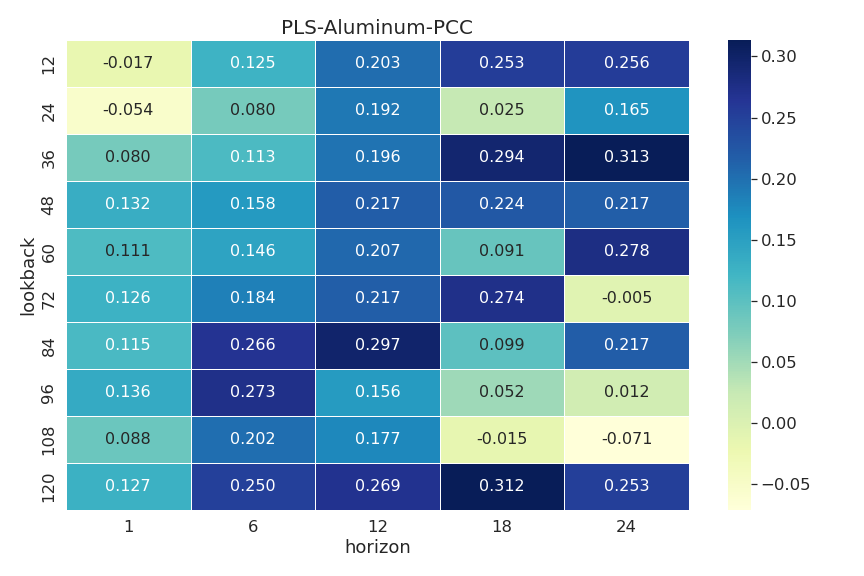 PLS-Aluminum-PCC
12 -0.017 0.125 0.203 0.253 0.256
24 -0.054 0.080 0.192 0.025 0.165
36 0.080 0.113 0.196 0.294 0.313
48 0.132 0.158 0.217 0.224 0.217
60 0.111 0.146 0.207 0.091 0.278
72 0.126 0.184 0.217 0.274 -0.005
84 0.115 0.266 0.297 0.099 0.217
96 0.136 0.273 0.156 0.052 0.012
108 0.088 0.202 0.177 -0.015 -0.071
120 0.127 0.250 0.269 0.312 0.253
1 6 12 18 24
horizon
lookback
0.30
0.25
0.20
0.15
0.10
0.05
0.00
−0.05